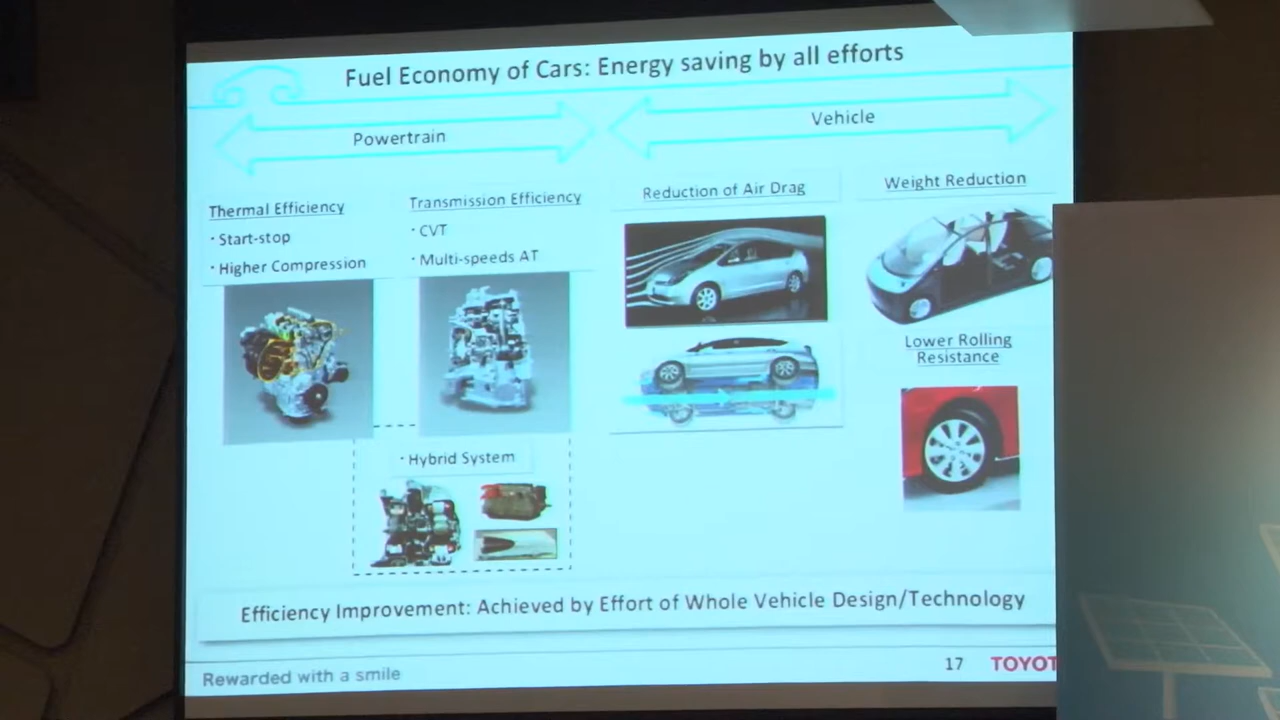 Fuel Economy of Cars: Energy saving by all efforts
Powertrain
Vehicle
Thermal Efficiency
・Start-stop
・Higher Compression
Transmission Efficiency
・CVT
・Multi-speeds AT
・Hybrid System
Reduction of Air Drag
Weight Reduction
Lower Rolling
Resistance
Efficiency Improvement: Achieved by Effort of Whole Vehicle Design/Technology
Rewarded with a smile
17
TOYOT